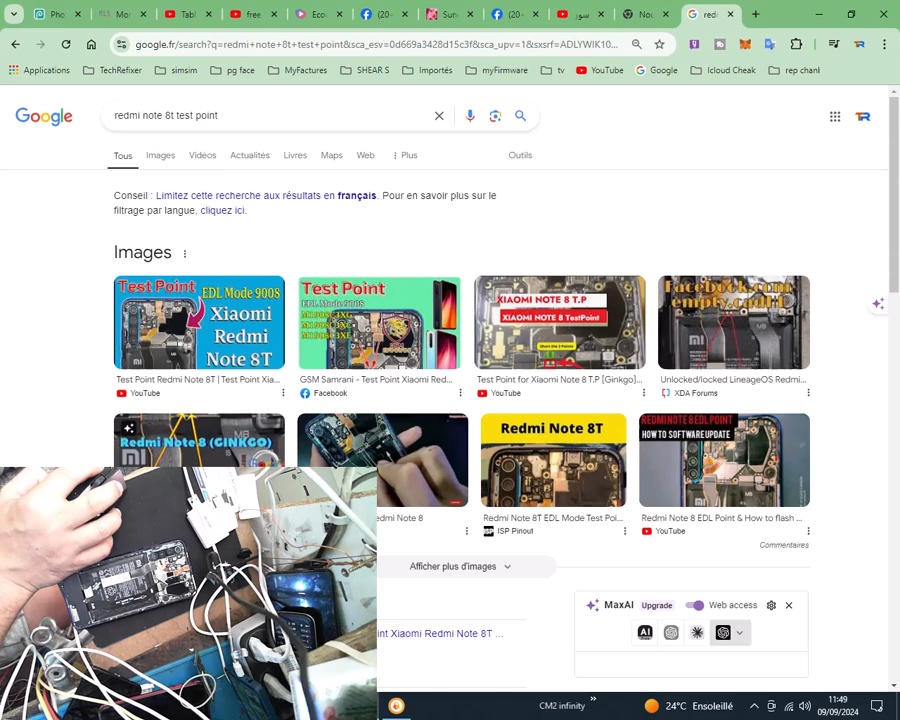 Pho
Mor
Tabl
free
Eco
(20+
Sun
(20+
سور
Nou
redm
google.fr/search?q=redmi+note+8t+test+point&sca_esv=0d669a3428d15c3f&sca_upv=1&sxsrf=ADLYWIK10...
Applications
TechRefixer
simsim
pg face
MyFactures
SHEAR S
Importés
myFirmware
tv
YouTube
Google
Icloud Cheak
rep chank
Google
redmi note 8t test point
TR
Tous
Images
Vidéos
Actualités
Livres
Maps
Web
Plus
Outils
Conseil : Limitez cette recherche aux résultats en français. Pour en savoir plus sur le
filtrage par langue, cliquez ici.
Images
Test Point
EDL Mode 9008
Xiaomi
Redmi
Note 8T
Test Point
EDL Mode 9008
XIAOMI NOTE 8 T.P
XIAOMI NOTE 8 TestPoint
Facebook.com
Test Point Redmi Note 8T | Test Point Xia...
YouTube
GSM Samrani - Test Point Xiaomi Red...
Facebook
Test Point for Xiaomi Note 8 T.P [Ginkgo]...
YouTube
Unlocked/locked LineageOS Redmi...
XDA Forums
Redmi Note 8 (GINKGO)
Redmi Note 8T
REDMI NOTE 8 EDL POINT
HOW TO SOFTWARE UPDATE
dmi Note 8
Redmi Note 8T EDL Mode Test Poi...
ISP Pinout
Redmi Note 8 EDL Point & How to flash ...
YouTube
Commentaires
Afficher plus d'images
MaxAI
Upgrade
Web access
AI
int Xiaomi Redmi Note 8T ...
CM2 infinity
24°C Ensoleillé
11:49
09/09/2024